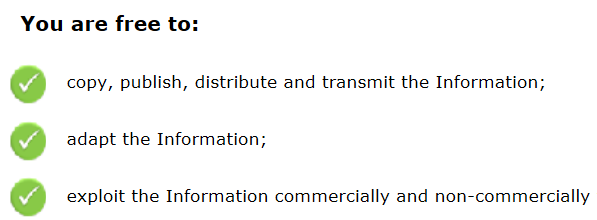 You are free to:
copy, publish, distribute and transmit the Information;
adapt the Information;
exploit the Information commercially and non-commercially